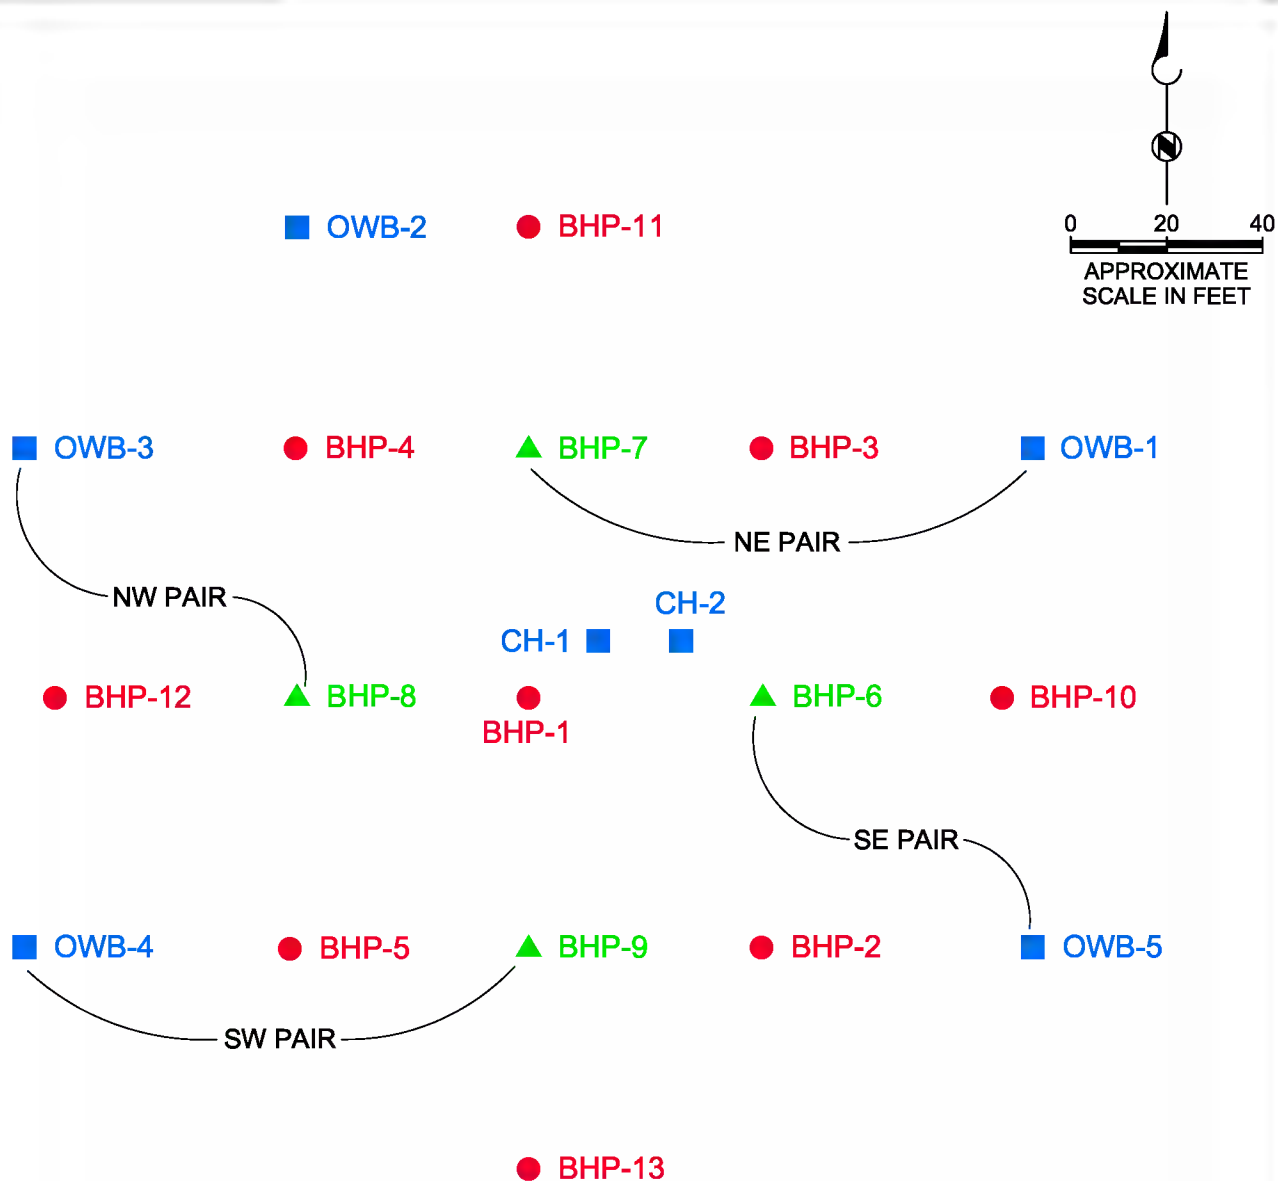 N
0 20 40
APPROXIMATE
SCALE IN FEET
OWB-2 BHP-11
OWB-3 BHP-4 BHP-7 BHP-3 OWB-1
NE PAIR
NW PAIR
CH-2
CH-1
BHP-12 BHP-8 BHP-6 BHP-10
BHP-1
SE PAIR
OWB-4 BHP-5 BHP-9 BHP-2 OWB-5
SW PAIR
BHP-13